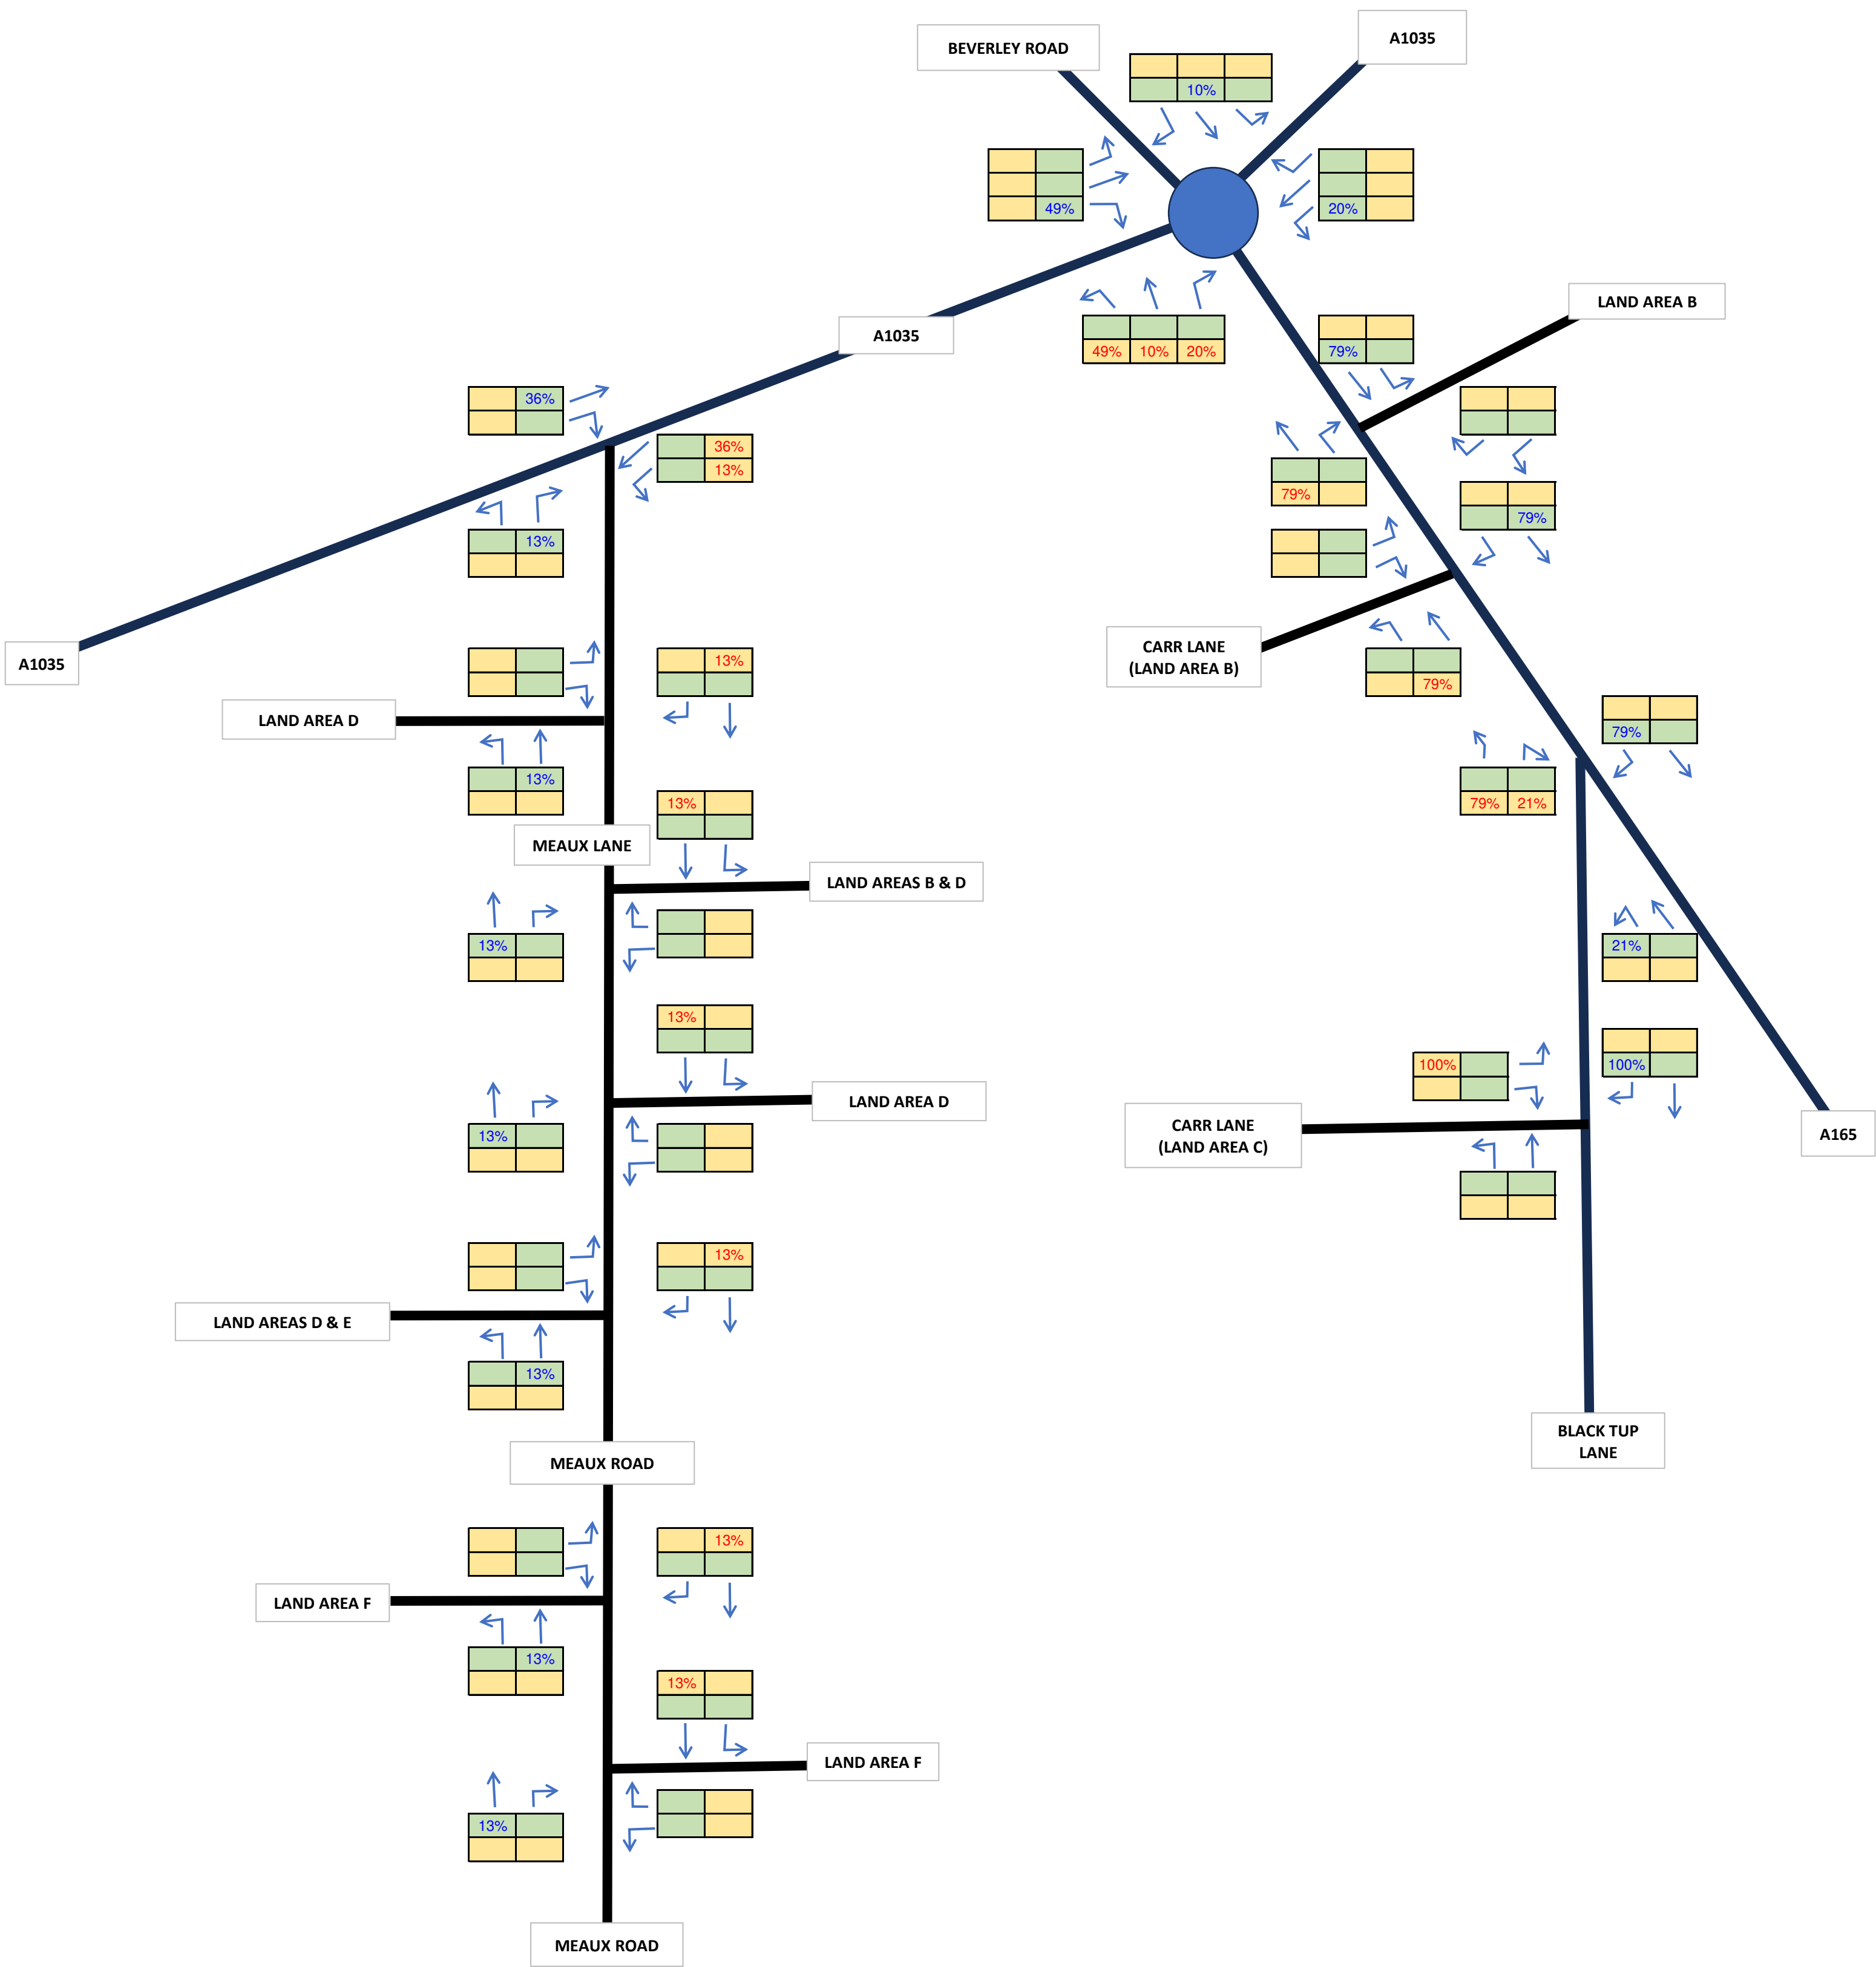 BEVERLEY ROAD
A1035
10%
49%
20%
LAND AREA B
A1035
49% 10% 20%
79%
36%
36%
13%
79%
79%
13%
CARR LANE
(LAND AREA B)
A1035
13%
79%
LAND AREA D
79%
13%
79% 21%
13%
MEAUX LANE
LAND AREAS B & D
13%
21%
13%
100%
100%
LAND AREA D
13%
CARR LANE
(LAND AREA C)
A165
13%
LAND AREAS D & E
13%
BLACK TUP
LANE
MEAUX ROAD
13%
LAND AREA F
13%
13%
LAND AREA F
13%
MEAUX ROAD